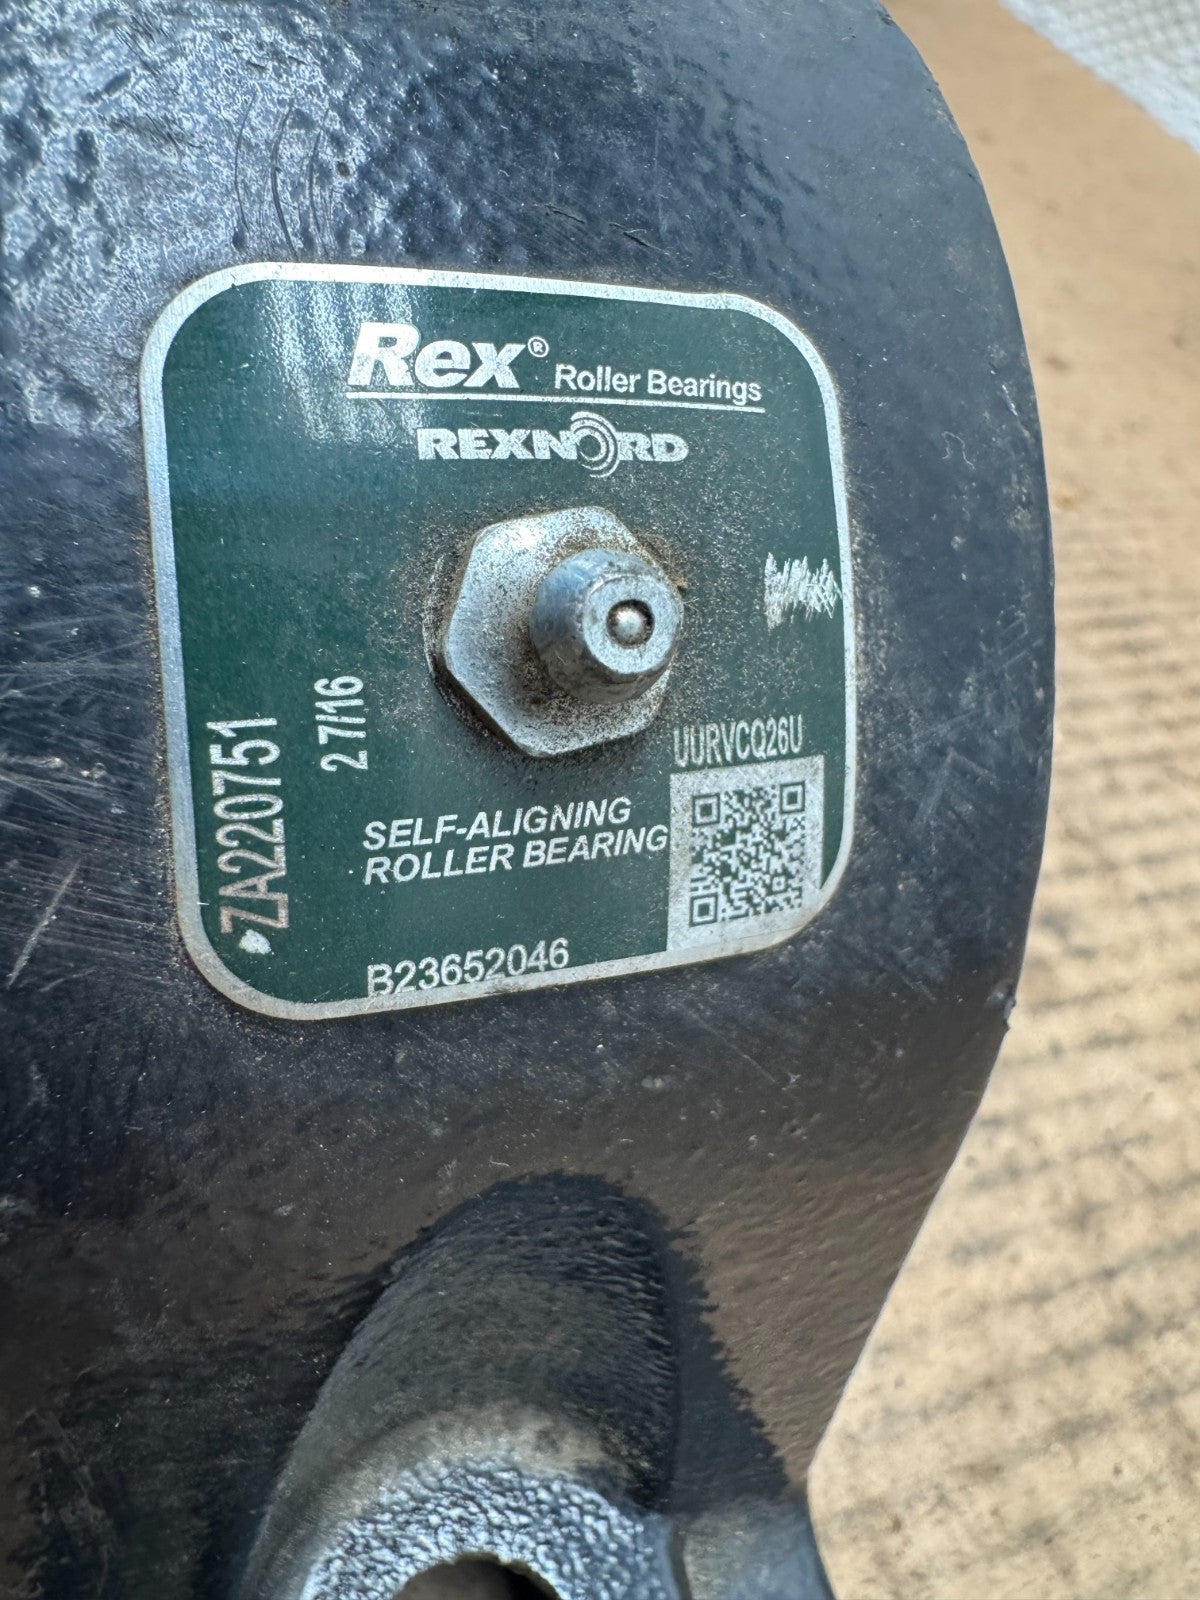 Rex® Roller Bearings
REXNORD
ZA220751
2 7/16
UURVCQ26U
SELF-ALIGNING
ROLLER BEARING
B23652046